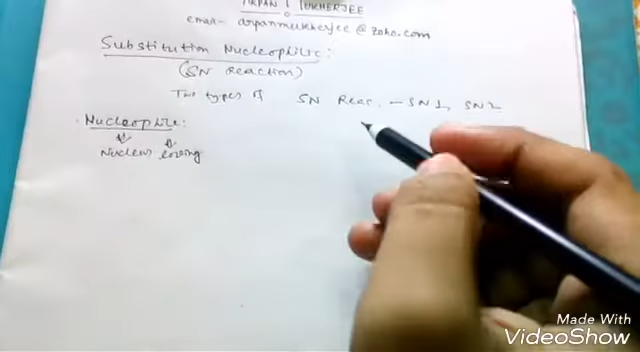 ARPAN MUKHERJEE
email- arpanmukherjee@zoho.com
Substitution Nucleophilic:
(SN Reaction)
Two types of SN Reac. - SN1, SN2
Nucleophile:
Nucleus loving
Made With
VideoShow